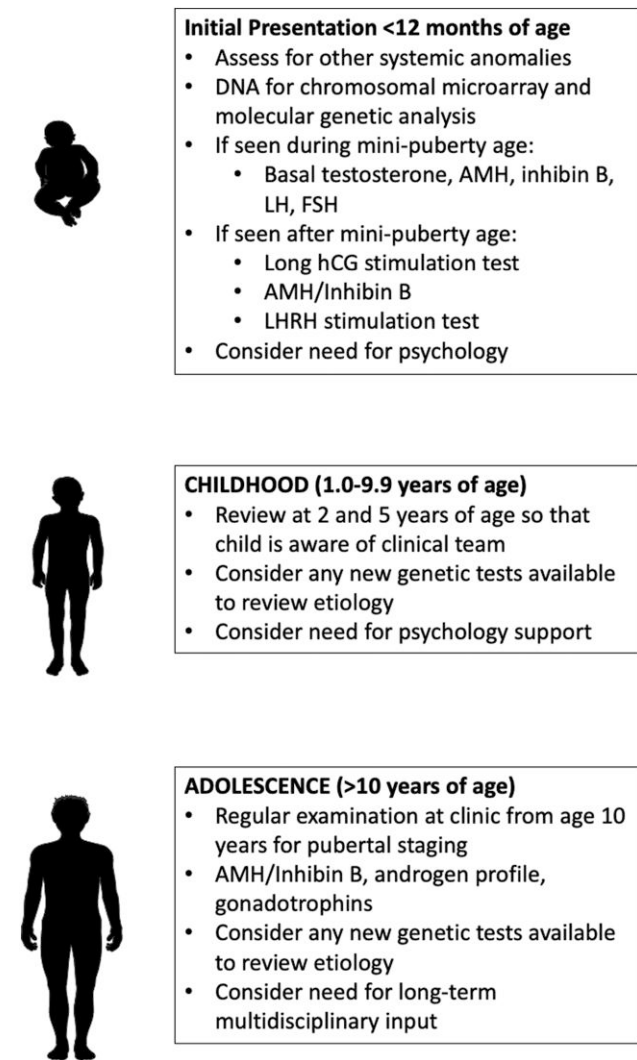 Initial Presentation <12 months of age
• Assess for other systemic anomalies
• DNA for chromosomal microarray and
molecular genetic analysis
• If seen during mini-puberty age:
• Basal testosterone, AMH, inhibin B,
LH, FSH
• If seen after mini-puberty age:
• Long hCG stimulation test
• AMH/Inhibin B
• LHRH stimulation test
• Consider need for psychology
CHILDHOOD (1.0-9.9 years of age)
• Review at 2 and 5 years of age so that
child is aware of clinical team
• Consider any new genetic tests available
to review etiology
• Consider need for psychology support
ADOLESCENCE (>10 years of age)
• Regular examination at clinic from age 10
years for pubertal staging
• AMH/Inhibin B, androgen profile,
gonadotrophins
• Consider any new genetic tests available
to review etiology
• Consider need for long-term
multidisciplinary input